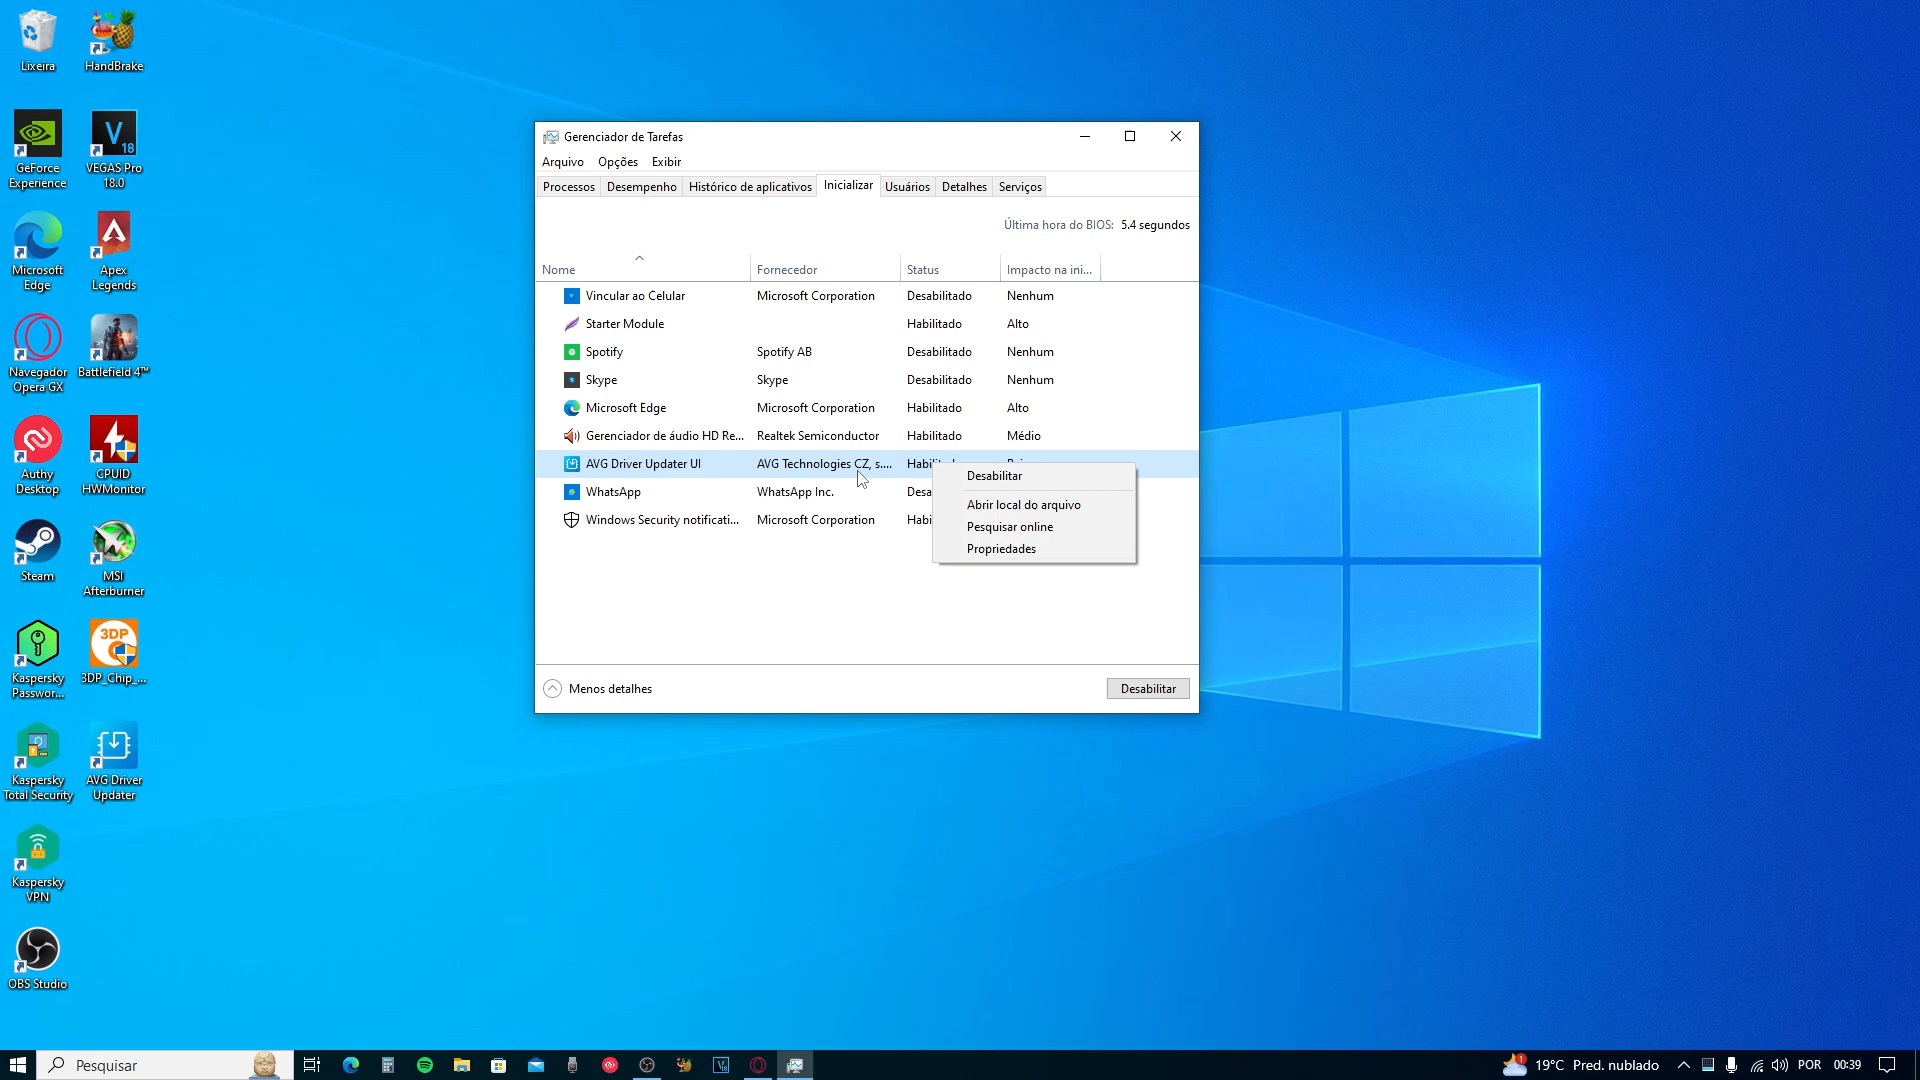 Lixeira
HandBrake
GeForce
Experience
VEGAS Pro
18.0
Microsoft
Edge
Apex
Legends
Navegador
Opera GX
Battlefield 4™
Authy
Desktop
CPUID
HWMonitor
Steam
MSI
Afterburner
Kaspersky
Passwor...
3DP_Chip_...
Kaspersky
Total Security
AVG Driver
Updater
Kaspersky
VPN
OBS Studio
Gerenciador de Tarefas
Arquivo Opções Exibir
Processos Desempenho Histórico de aplicativos Inicializar Usuários Detalhes Serviços
Última hora do BIOS: 5.4 segundos
Nome Fornecedor Status Impacto na ini...
Vincular ao Celular Microsoft Corporation Desabilitado Nenhum
Starter Module Habilitado Alto
Spotify Spotify AB Desabilitado Nenhum
Skype Skype Desabilitado Nenhum
Microsoft Edge Microsoft Corporation Habilitado Alto
Gerenciador de áudio HD Re... Realtek Semiconductor Habilitado Médio
AVG Driver Updater UI AVG Technologies CZ, s....
WhatsApp WhatsApp Inc. Desa
Windows Security notificati... Microsoft Corporation Habi
Desabilitar
Abrir local do arquivo
Pesquisar online
Propriedades
Menos detalhes Desabilitar
Pesquisar
19°C Pred. nublado POR 00:39